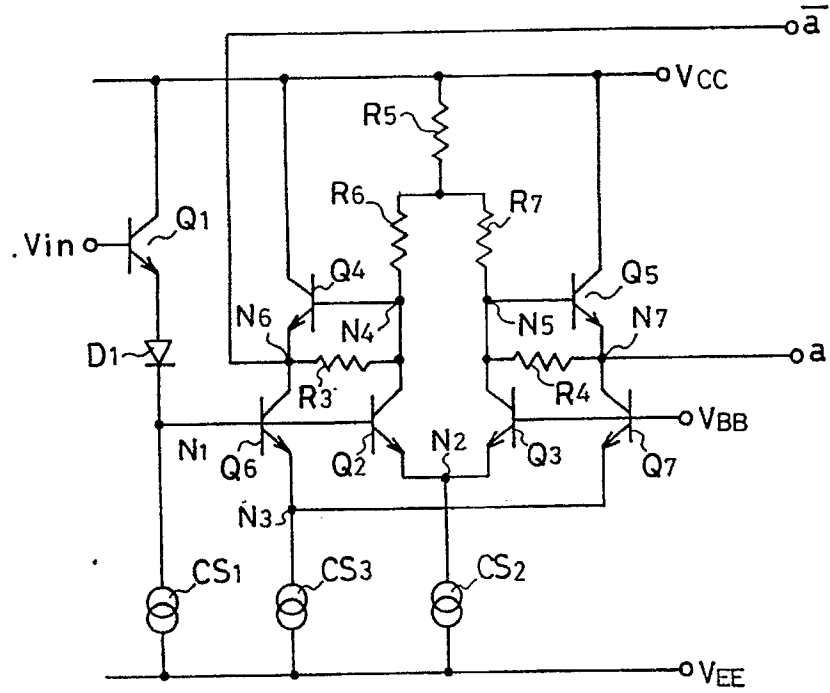 a̅
VCC
R5
R6
R7
.Vin
Q1
Q4
Q5
N6
N4
N5
N7
D1
R3
R4
a
N1
Q6
Q2
N2
Q3
Q7
VBB
N3
CS1
CS3
CS2
VEE